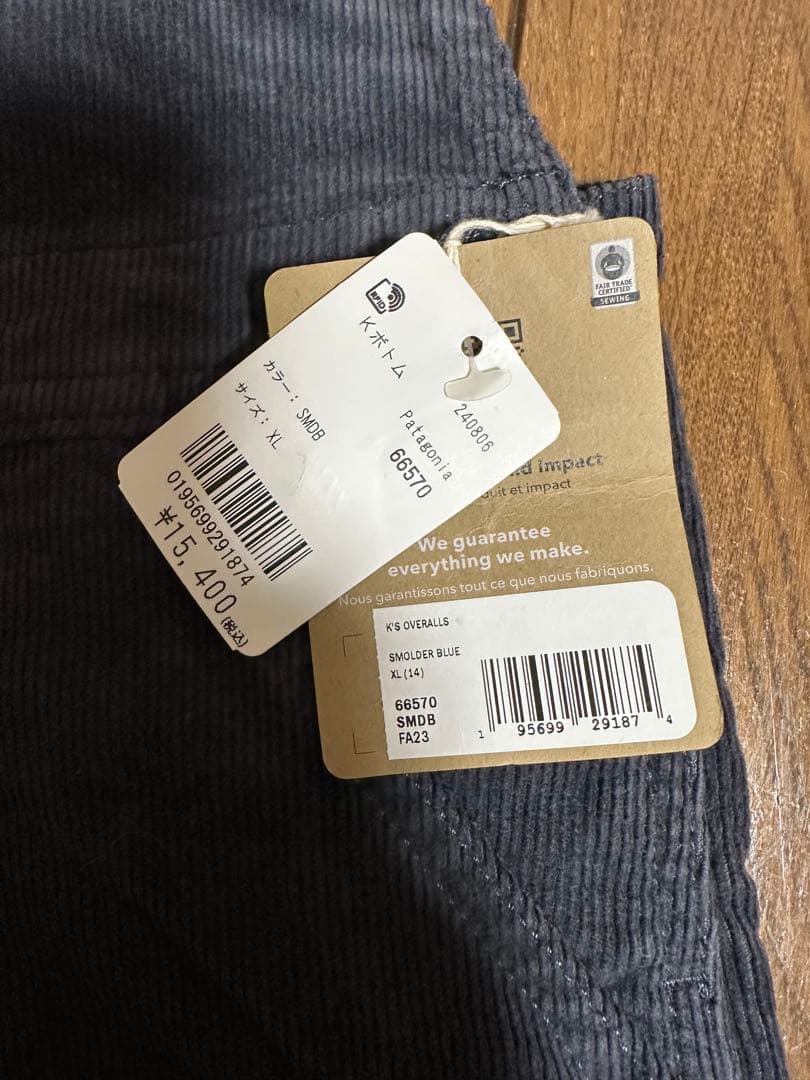 RFID
Kボトム
240806
Patagonia
66570
カラー: SMDB
サイズ: XL
0195699291874
¥15,400(税込)
FAIR TRADE
CERTIFIED
SEWING
nd impact
duit et impact
We guarantee
everything we make.
Nous garantissons tout ce que nous fabriquons.
K'S OVERALLS
SMOLDER BLUE
XL (14)
66570
SMDB
FA23
1 95699 29187 4